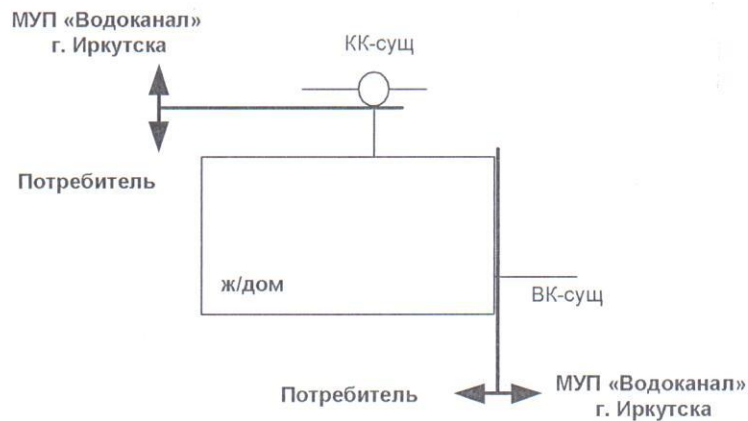 МУП «Водоканал»
г. Иркутска
КК-сущ
Потребитель
ж/дом
ВК-сущ
Потребитель
МУП «Водоканал»
г. Иркутска